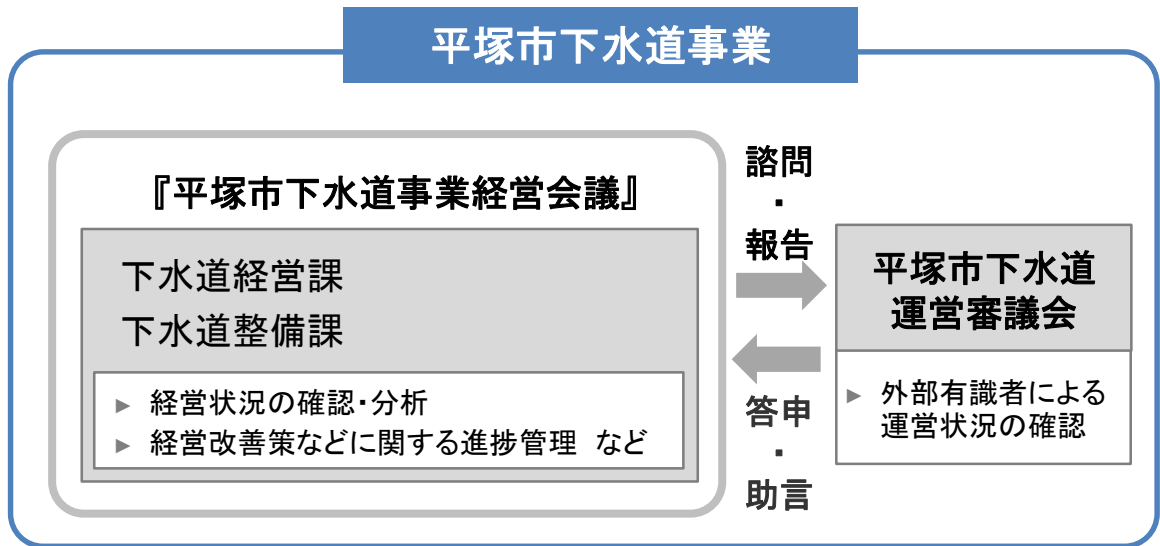 平塚市下水道事業
『平塚市下水道事業経営会議』
下水道経営課
下水道整備課
▶ 経営状況の確認・分析
▶ 経営改善策などに関する進捗管理 など
諮問
・
報告
答申
・
助言
平塚市下水道
運営審議会
▶ 外部有識者による
運営状況の確認